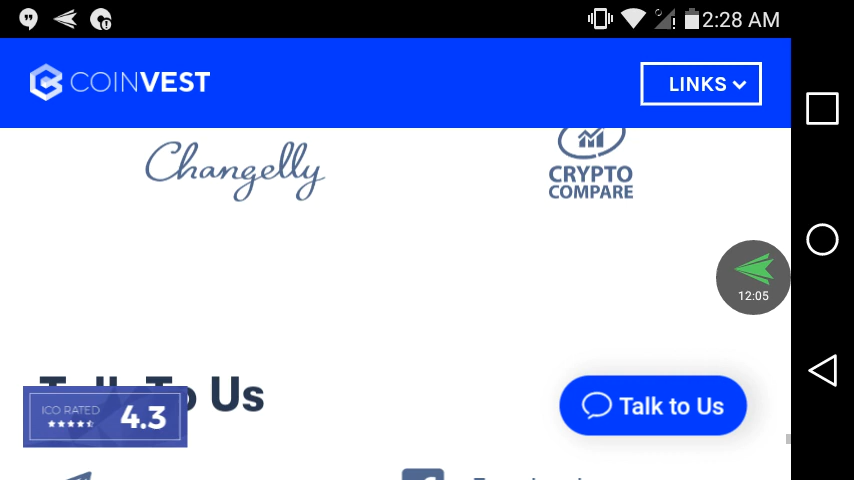 2:28 AM
COINVEST
LINKS
Changelly
CRYPTO
COMPARE
12:05
Talk To Us
ICO RATED
4.3
Talk to Us